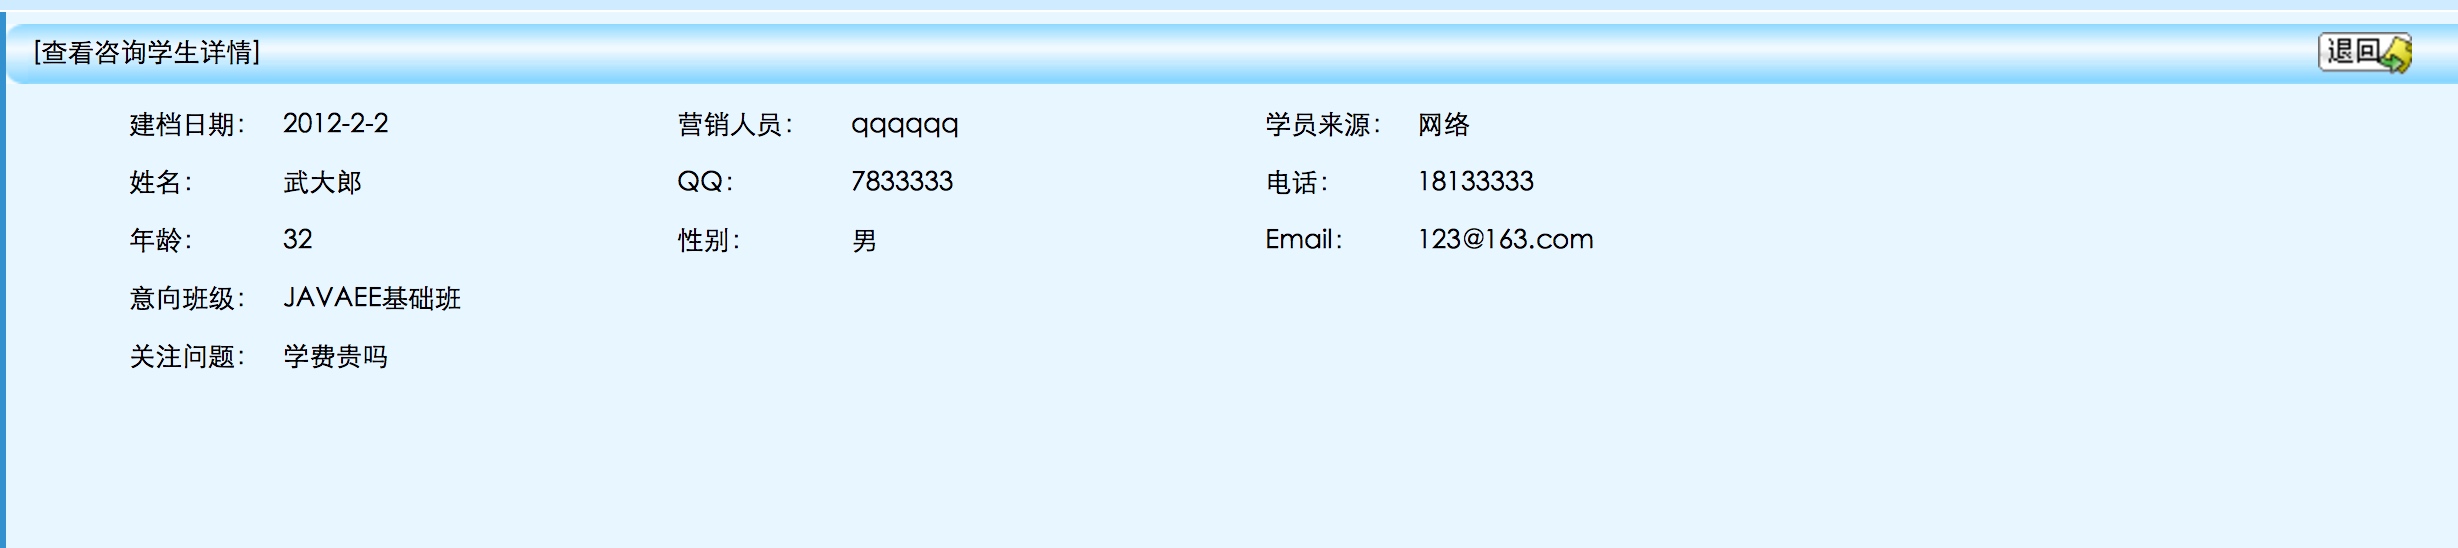 [查看咨询学生详情] 退回
建档日期： 2012-2-2 营销人员： qqqqqq 学员来源： 网络
姓名： 武大郎 QQ： 7833333 电话： 18133333
年龄： 32 性别： 男 Email： 123@163.com
意向班级： JAVAEE基础班
关注问题： 学费贵吗